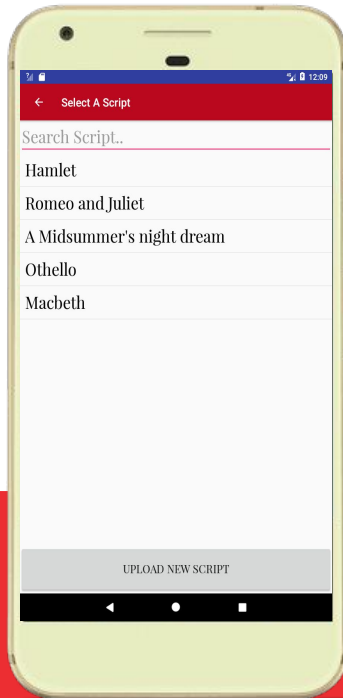 12:09
Select A Script
Search Script..
Hamlet
Romeo and Juliet
A Midsummer's night dream
Othello
Macbeth
UPLOAD NEW SCRIPT